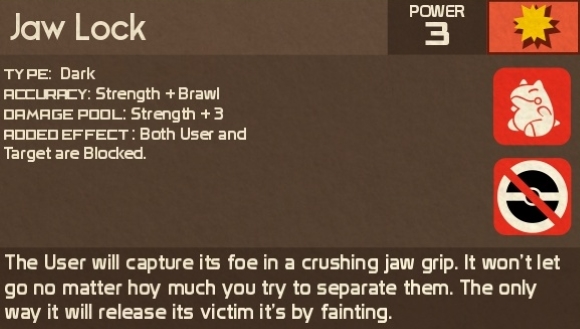 Jaw Lock
POWER
3
TYPE: Dark
ACCURACY: Strength + Brawl
DAMAGE POOL: Strength + 3
ADDED EFFECT: Both User and
Target are Blocked.
The User will capture its foe in a crushing jaw grip. It won't let
go no matter hoy much you try to separate them. The only
way it will release its victim it's by fainting.